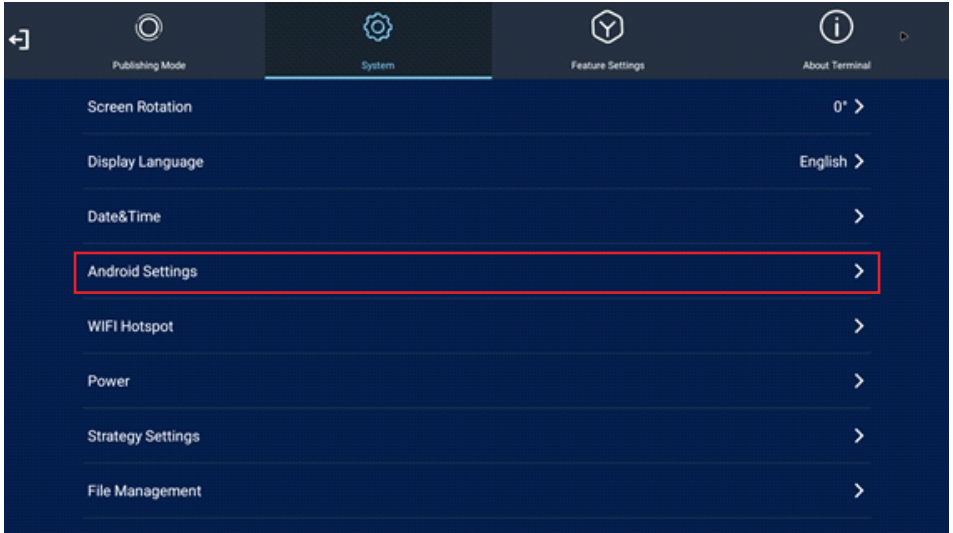 Publishing Mode
System
Feature Settings
About Terminal
Screen Rotation 0°
Display Language English
Date&Time
Android Settings
WIFI Hotspot
Power
Strategy Settings
File Management